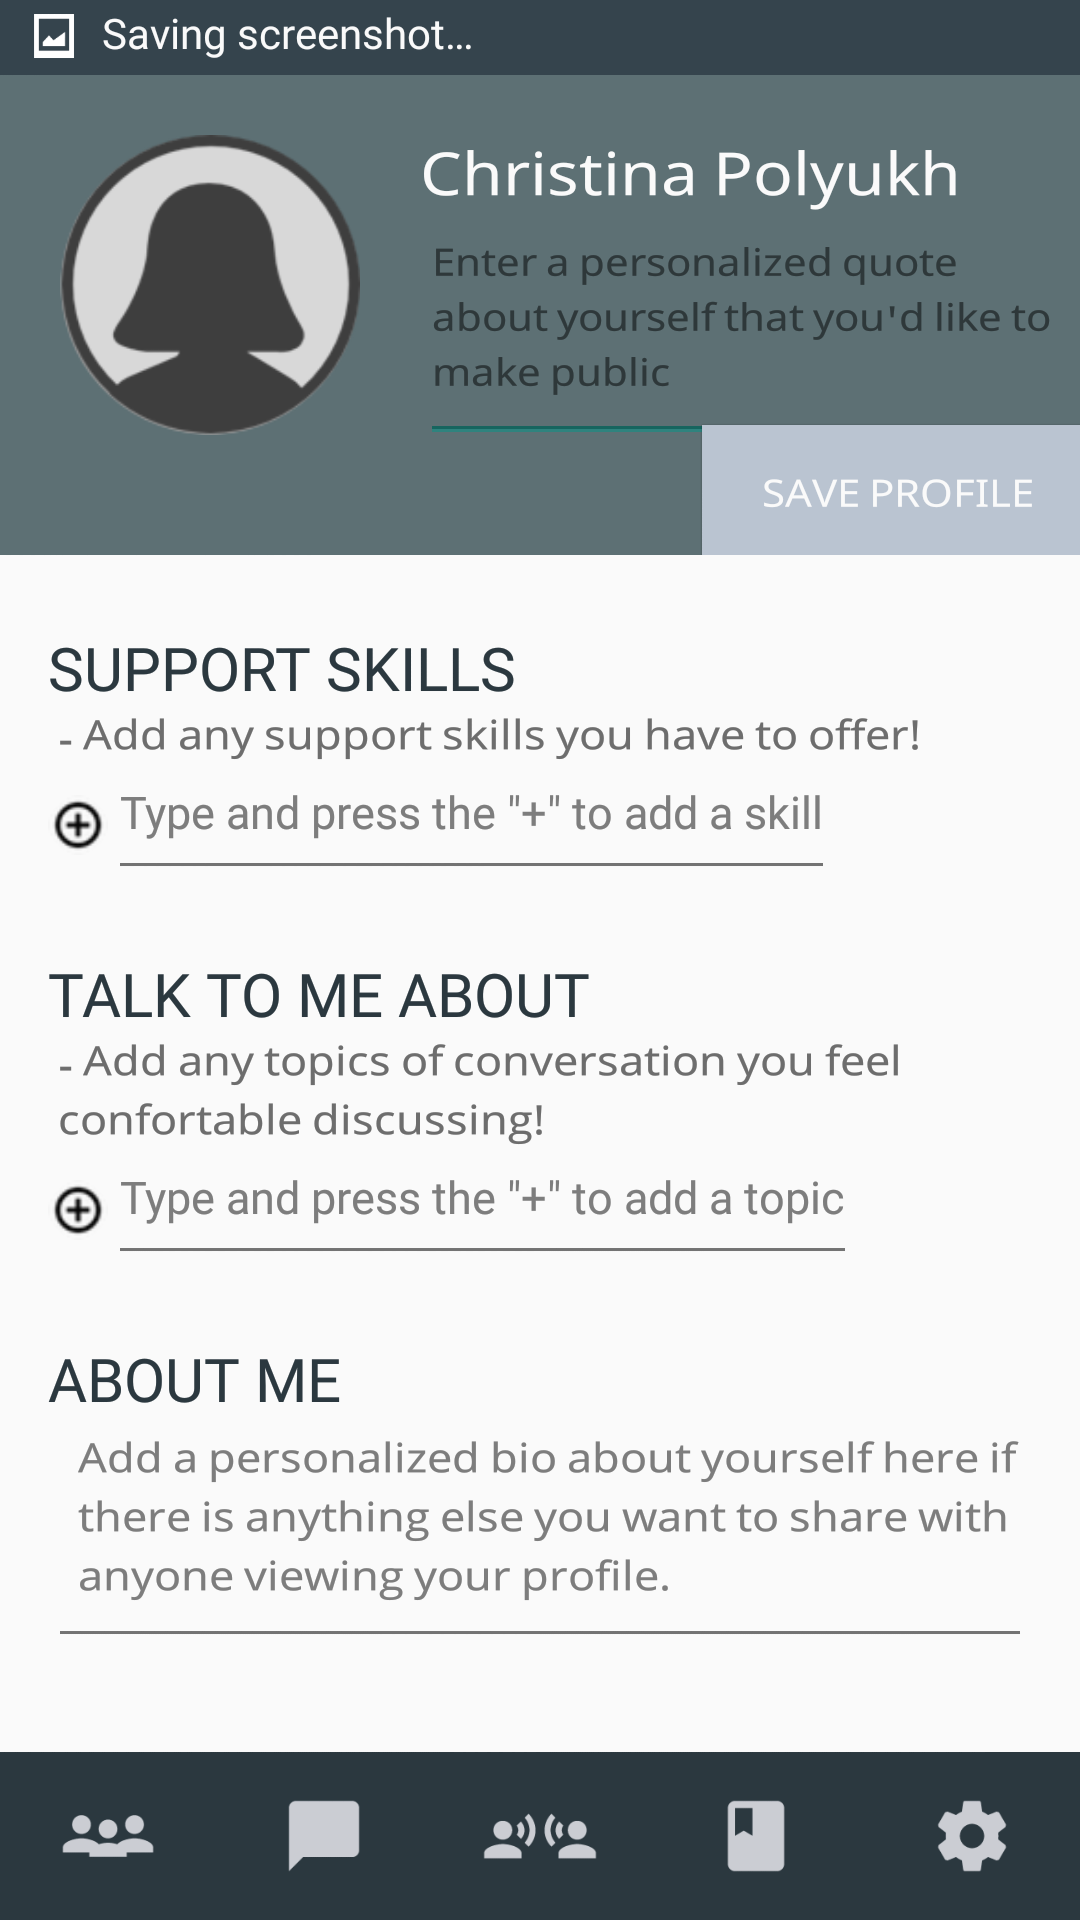 Saving screenshot...
Christina Polyukh
Enter a personalized quote
about yourself that you'd like to
make public
SAVE PROFILE
SUPPORT SKILLS
- Add any support skills you have to offer!
Type and press the "+" to add a skill
TALK TO ME ABOUT
- Add any topics of conversation you feel
confortable discussing!
Type and press the "+" to add a topic
ABOUT ME
Add a personalized bio about yourself here if
there is anything else you want to share with
anyone viewing your profile.